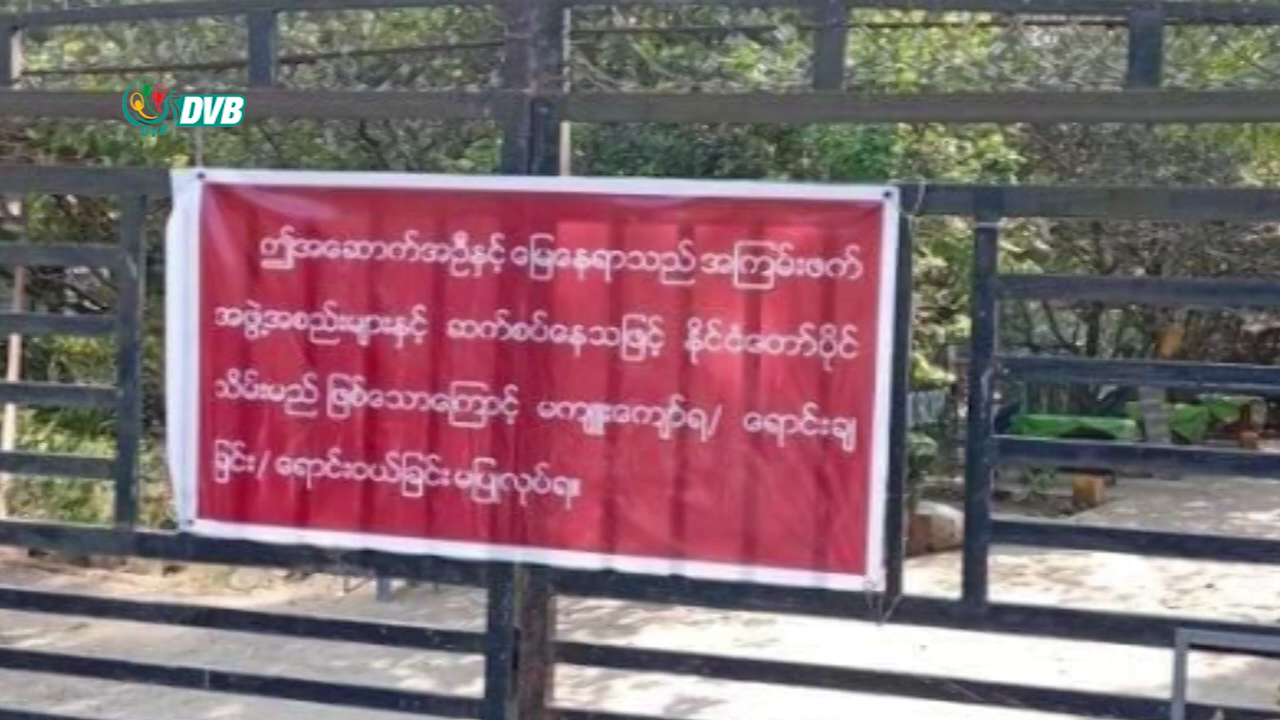 DVB
ဤအဆောက်အဦနှင့် မြေနေရာသည် အကြမ်းဖက်
အဖွဲ့အစည်းများနှင့် ဆက်စပ်နေသဖြင့် နိုင်ငံတော်ပိုင်
သိမ်းမည် ဖြစ်သောကြောင့် မကျူးကျော်ရ/ ရောင်းချ
ခြင်း/ ရောင်းဝယ်ခြင်း မပြုလုပ်ရ။